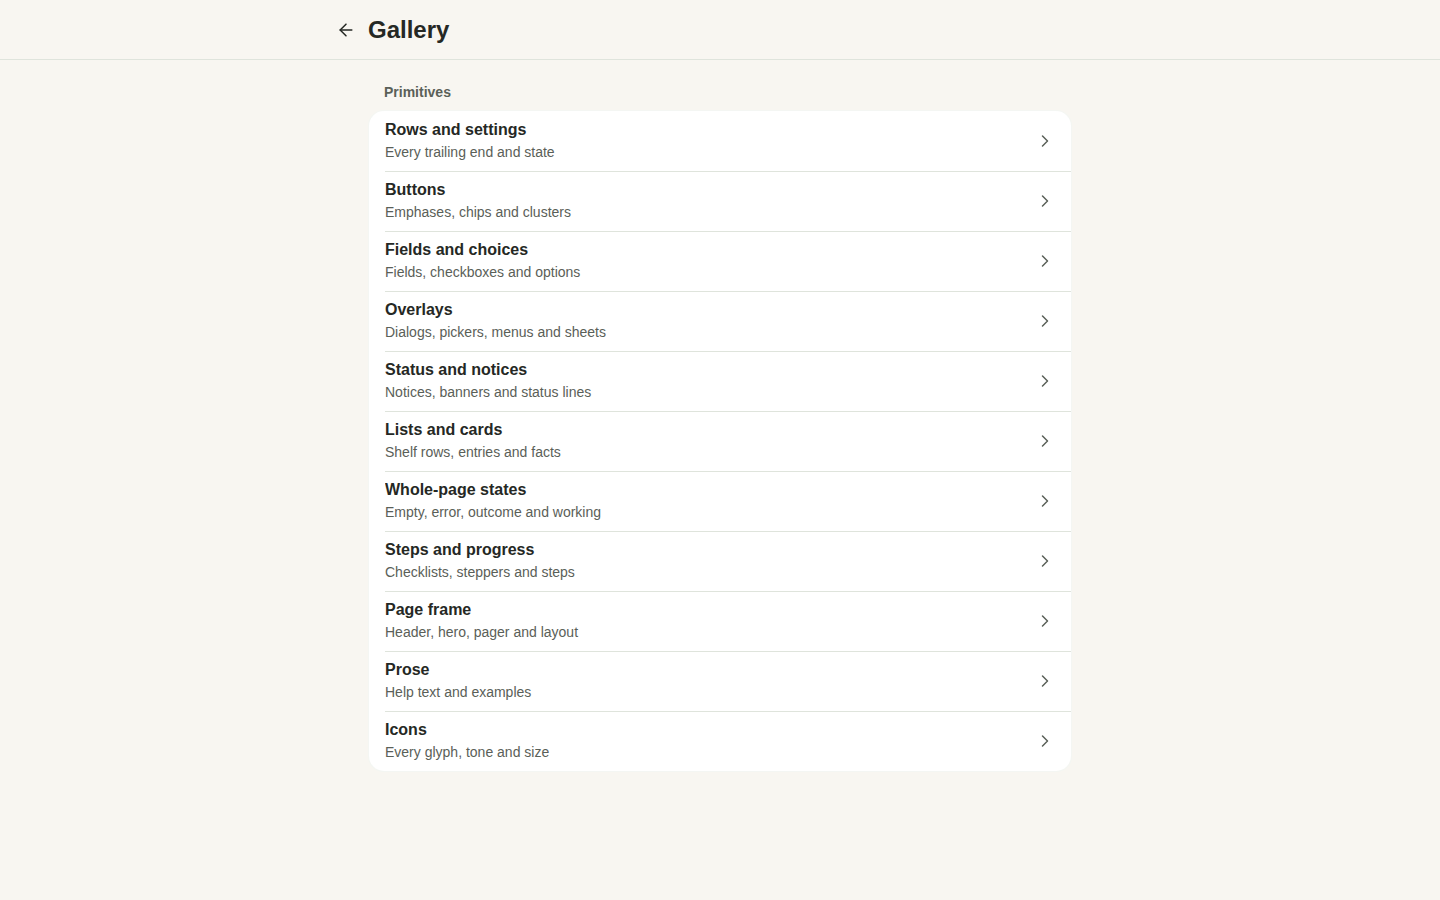 Gallery
Primitives
Rows and settings
Every trailing end and state
Buttons
Emphases, chips and clusters
Fields and choices
Fields, checkboxes and options
Overlays
Dialogs, pickers, menus and sheets
Status and notices
Notices, banners and status lines
Lists and cards
Shelf rows, entries and facts
Whole-page states
Empty, error, outcome and working
Steps and progress
Checklists, steppers and steps
Page frame
Header, hero, pager and layout
Prose
Help text and examples
Icons
Every glyph, tone and size